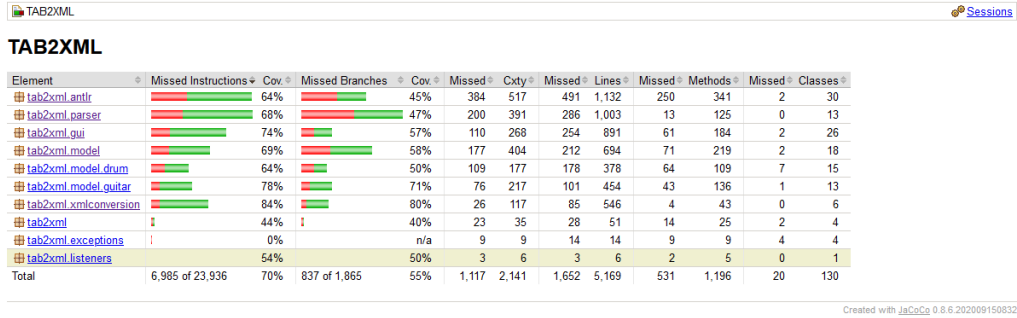 TAB2XML Sessions
TAB2XML
Element Missed Instructions Cov. Missed Branches Cov. Missed Cxty Missed Lines Missed Methods Missed Classes
tab2xml.antlr 64% 45% 384 517 491 1,132 250 341 2 30
tab2xml.parser 68% 47% 200 391 286 1,003 13 125 0 13
tab2xml.gui 74% 57% 110 268 254 891 61 184 2 26
tab2xml.model 69% 58% 177 404 212 694 71 219 2 18
tab2xml.model.drum 64% 50% 109 177 178 378 64 109 7 15
tab2xml.model.guitar 78% 71% 76 217 101 454 43 136 1 13
tab2xml.xmlconversion 84% 80% 26 117 85 546 4 43 0 6
tab2xml 44% 40% 23 35 28 51 14 25 2 4
tab2xml.exceptions 0% n/a 9 9 14 14 9 9 4 4
tab2xml.listeners 54% 50% 3 6 3 6 2 5 0 1
Total 6,985 of 23,936 70% 837 of 1,865 55% 1,117 2,141 1,652 5,169 531 1,196 20 130
Created with JaCoCo 0.8.6.202009150832